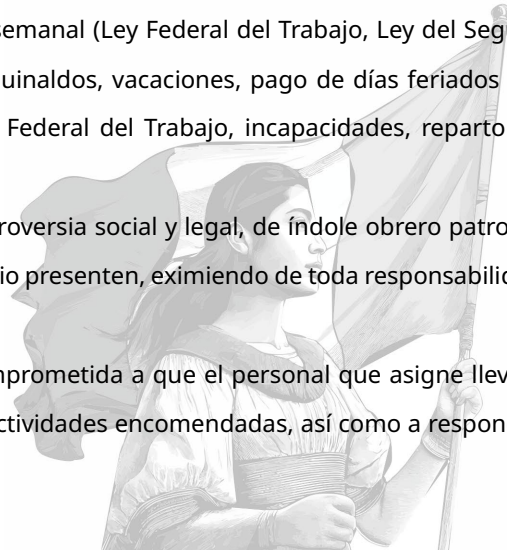 semanal (Ley Federal del Trabajo, Ley del Seg
uinaldos, vacaciones, pago de días feriados
Federal del Trabajo, incapacidades, reparto
roversia social y legal, de índole obrero patro
io presenten, eximiendo de toda responsabilid
mprometida a que el personal que asigne llev
ctividades encomendadas, así como a respon